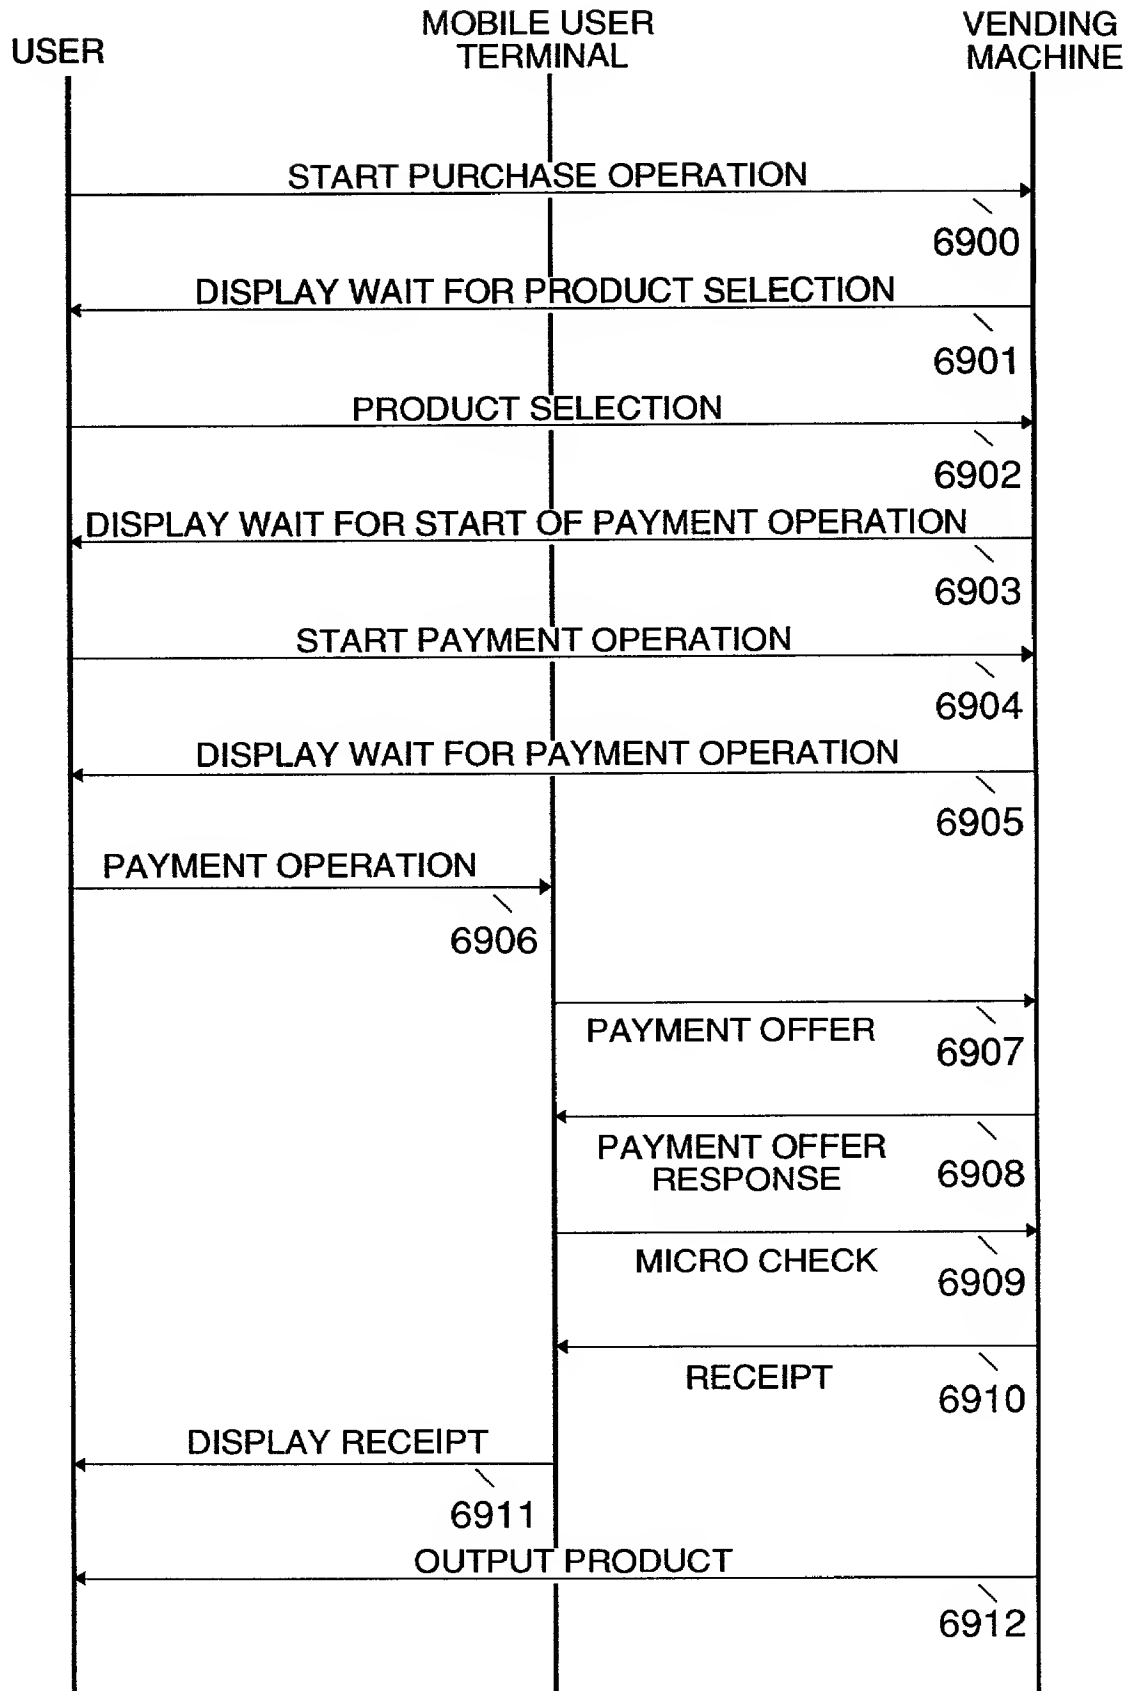 USER
MOBILE USER
TERMINAL
VENDING
MACHINE
START PURCHASE OPERATION
6900
DISPLAY WAIT FOR PRODUCT SELECTION
6901
PRODUCT SELECTION
6902
DISPLAY WAIT FOR START OF PAYMENT OPERATION
6903
START PAYMENT OPERATION
6904
DISPLAY WAIT FOR PAYMENT OPERATION
6905
PAYMENT OPERATION
6906
PAYMENT OFFER
6907
PAYMENT OFFER
RESPONSE
6908
MICRO CHECK
6909
RECEIPT
6910
DISPLAY RECEIPT
6911
OUTPUT PRODUCT
6912